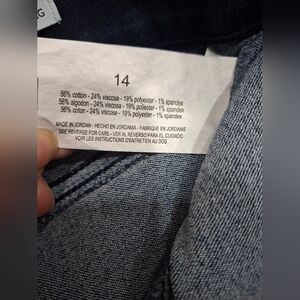 G
14
56% cotton - 24% viscose - 19% polyester - 1% spandex
56% algodon - 24% viscosa - 19% polyester - 1% spandex
56% coton - 24% viscose - 19% polyester - 1% spandex
MADE IN JORDAN - HECHO EN JORDANIA - FABRIQUE EN JORDANIE
SEE REVERSE FOR CARE - VER AL REVERSO PARA EL CUIDADO
VOIR LES INSTRUCTIONS D'ENTRETIEN AU DOS